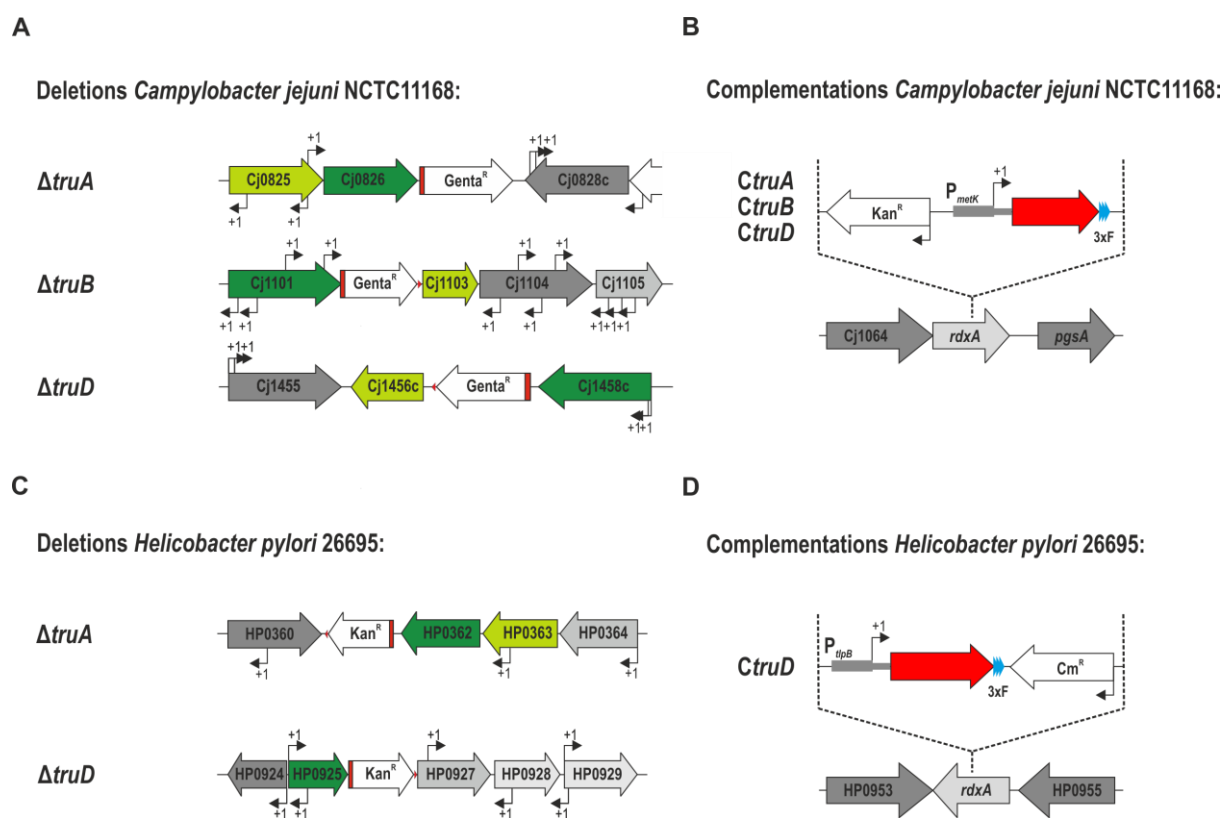 A
Deletions Campylobacter jejuni NCTC11168:
ΔtruA
+1
+1+1
Cj0825
Cj0826
GentaR
Cj0828c
+1
+1
ΔtruB
+1
+1
+1
+1
Cj1101
GentaR
Cj1103
Cj1104
Cj1105
+1
+1
+1
+1
+1+1+1
ΔtruD
+1+1
Cj1455
Cj1456c
GentaR
Cj1458c
+1+1
B
Complementations Campylobacter jejuni NCTC11168:
CtruA
CtruB
CtruD
KanR
PmetK
+1
3xF
Cj1064
rdxA
pgsA
C
Deletions Helicobacter pylori 26695:
ΔtruA
HP0360
KanR
HP0362
HP0363
HP0364
+1
+1
+1
ΔtruD
+1
+1
+1
HP0924
HP0925
KanR
HP0927
HP0928
HP0929
+1
+1
+1
+1
D
Complementations Helicobacter pylori 26695:
CtruD
PtlpB
+1
3xF
CmR
HP0953
rdxA
HP0955